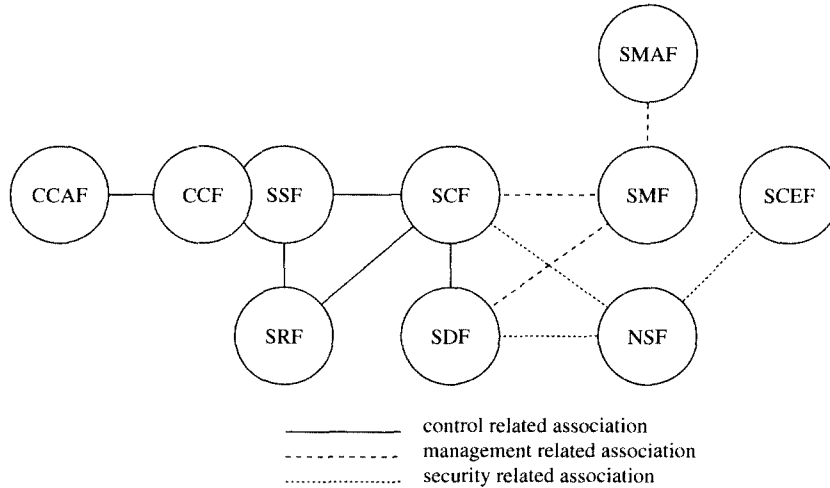 SMAF
CCAF
CCF
SSF
SCF
SMF
SCEF
SRF
SDF
NSF
control related association
management related association
security related association